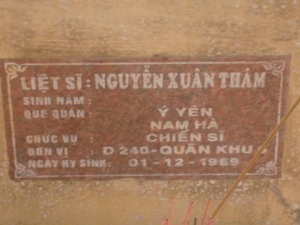 LIỆT SĨ : NGUYỄN XUÂN THẢM
SINH NĂM :
QUÊ QUÁN : Ý YÊN
NAM HÀ
CHỨC VỤ : CHIẾN SĨ
ĐƠN VỊ : D 240-QUÂN KHU
NGÀY HY SINH: 01-12-1969